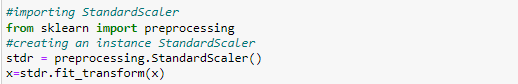 #importing StandardScaler
from sklearn import preprocessing
#creating an instance StandardScaler
stdr = preprocessing.StandardScaler()
x=stdr.fit_transform(x)